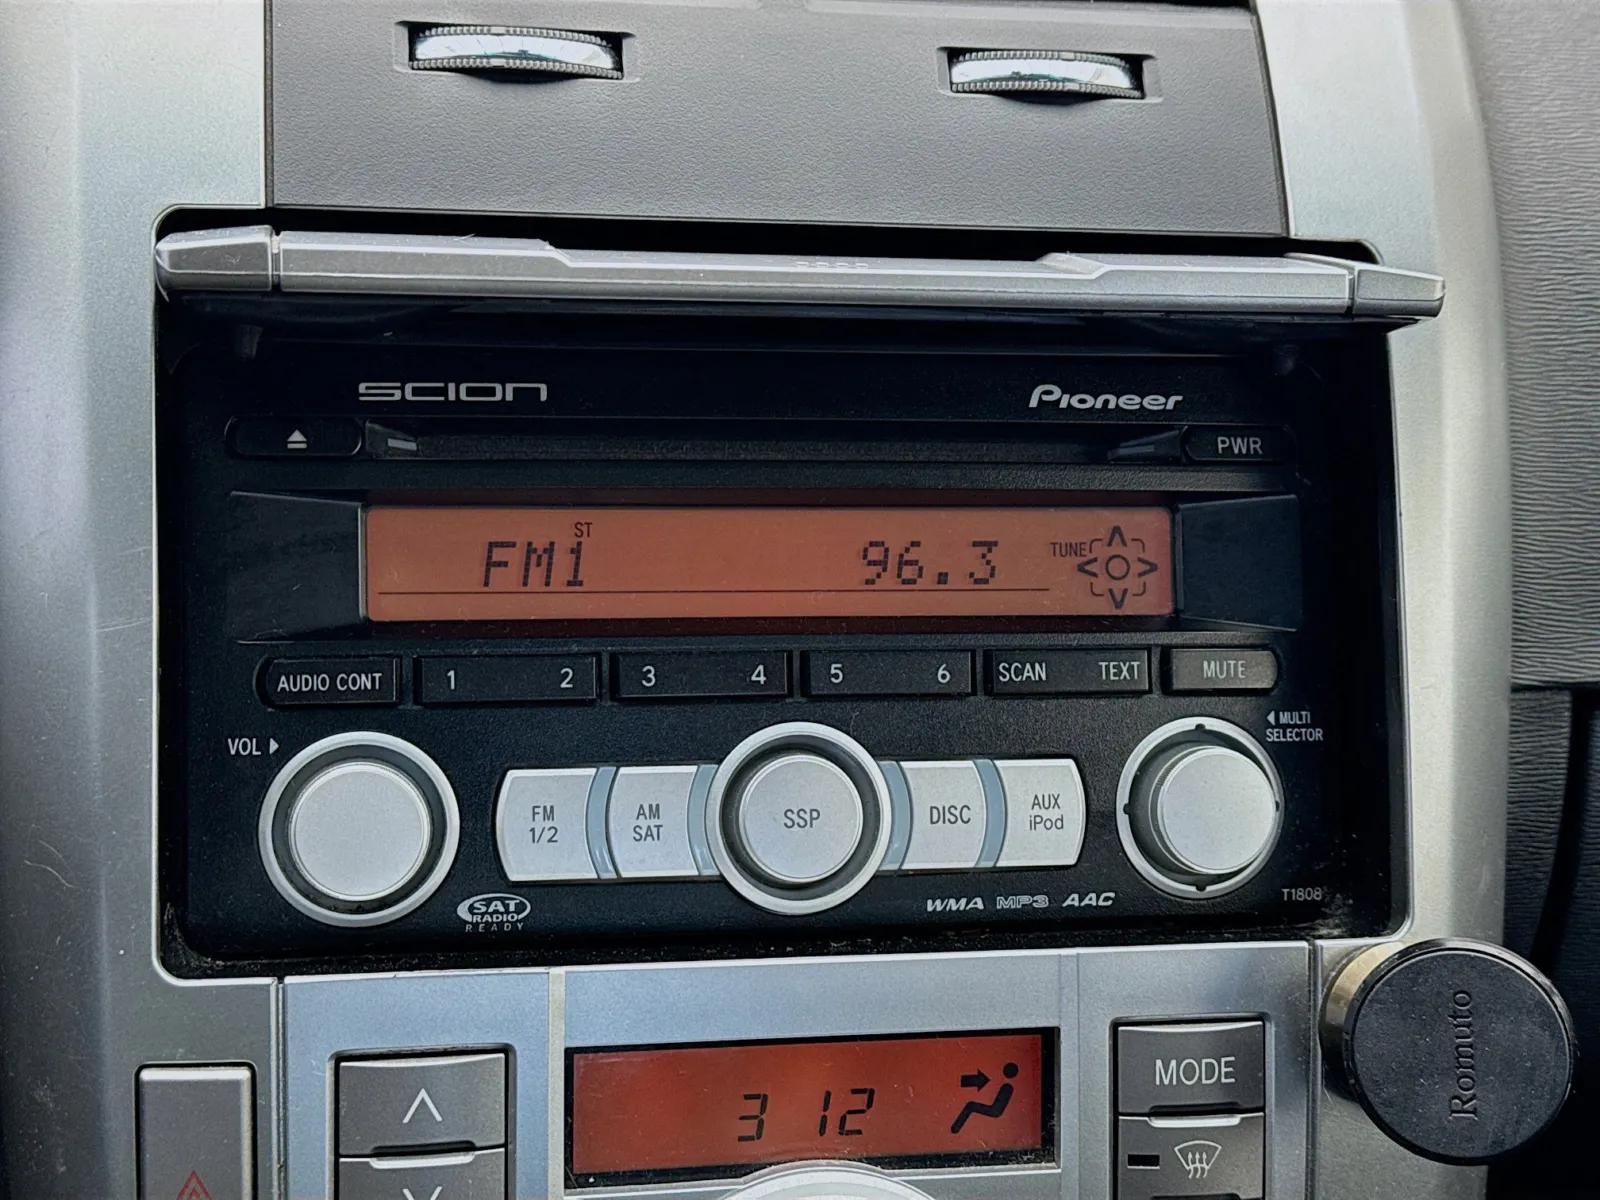 SCION
Pioneer
PWR
ST
FM1 96.3 TUNE
AUDIO CONT 1 2 3 4 5 6 SCAN TEXT MUTE
VOL
MULTI
SELECTOR
FM
1/2
AM
SAT
SSP
DISC
AUX
iPod
SAT
RADIO
READY
WMA MP3 AAC
T1808
3 12
MODE
Romuto